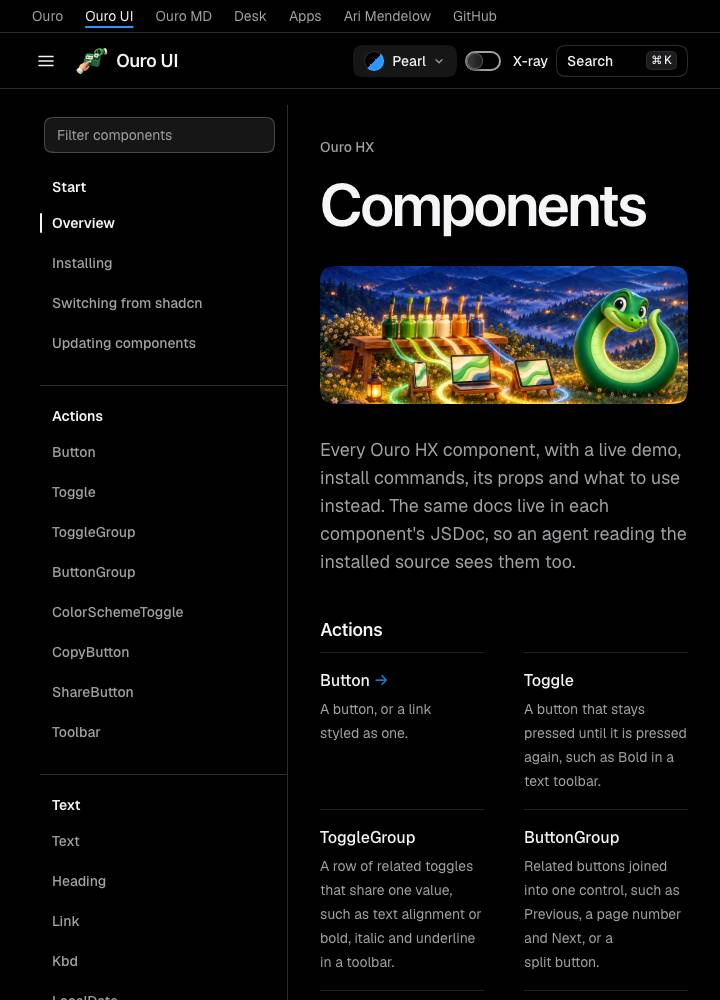 Ouro
Ouro UI
Ouro MD
Desk
Apps
Ari Mendelow
GitHub
Ouro UI
Pearl
X-ray
Search
⌘ K
Filter components
Start
Overview
Installing
Switching from shadcn
Updating components
Actions
Button
Toggle
ToggleGroup
ButtonGroup
ColorSchemeToggle
CopyButton
ShareButton
Toolbar
Text
Text
Heading
Link
Kbd
LocalDate
Ouro HX
Components
Every Ouro HX component, with a live demo,
install commands, its props and what to use
instead. The same docs live in each
component's JSDoc, so an agent reading the
installed source sees them too.
Actions
Button →
A button, or a link
styled as one.
Toggle
A button that stays
pressed until it is pressed
again, such as Bold in a
text toolbar.
ToggleGroup
A row of related toggles
that share one value,
such as text alignment or
bold, italic and underline
in a toolbar.
ButtonGroup
Related buttons joined
into one control, such as
Previous, a page number
and Next, or a
split button.